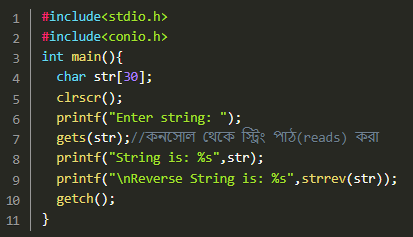 1 #include<stdio.h>
2 #include<conio.h>
3 int main(){
4 char str[30];
5 clrscr();
6 printf("Enter string: ");
7 gets(str);//কনসোল থেকে স্ট্রিং পাঠ(reads) করা
8 printf("String is: %s",str);
9 printf("\nReverse String is: %s",strrev(str));
10 getch();
11 }